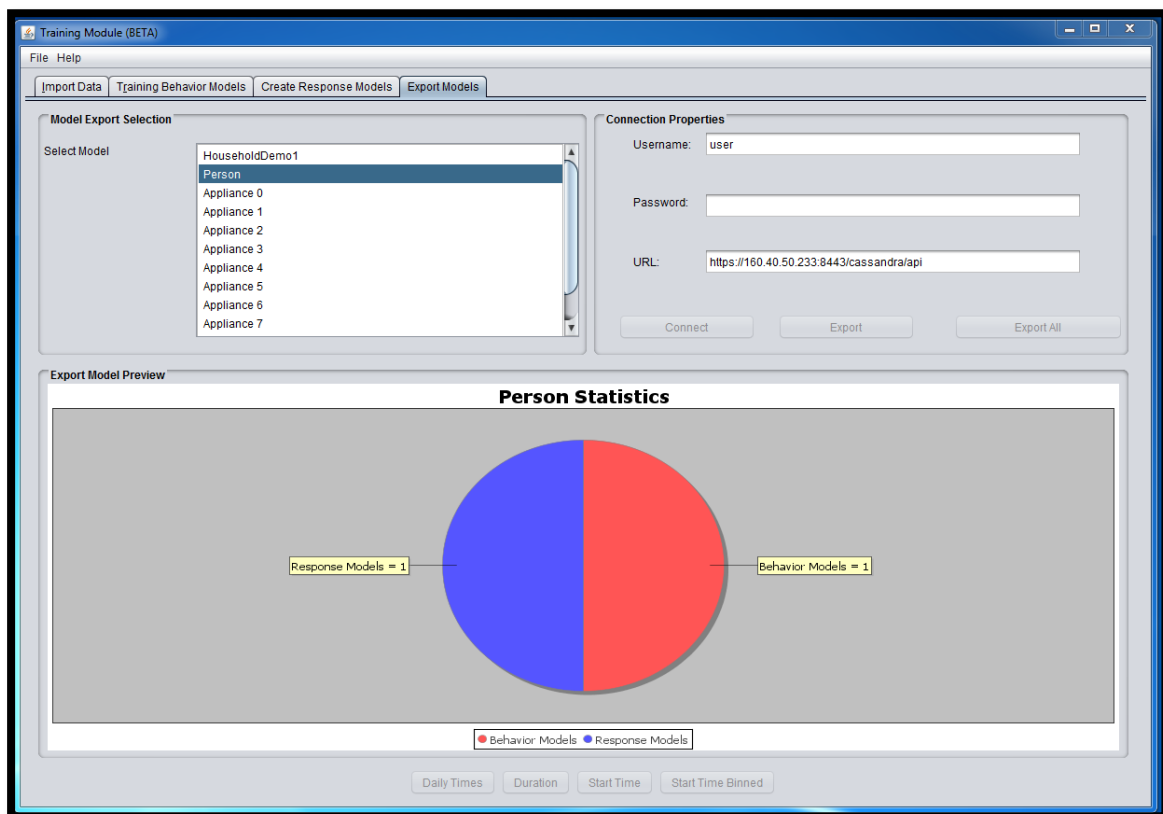 Training Module (BETA)
File Help
Import Data Training Behavior Models Create Response Models Export Models
Model Export Selection
Select Model
HouseholdDemo1
Person
Appliance 0
Appliance 1
Appliance 2
Appliance 3
Appliance 4
Appliance 5
Appliance 6
Appliance 7
Connection Properties
Username: user
Password:
URL: https://160.40.50.233:8443/cassandra/api
Connect Export Export All
Export Model Preview
Person Statistics
Response Models = 1 Behavior Models = 1
Behavior Models Response Models
Daily Times Duration Start Time Start Time Binned